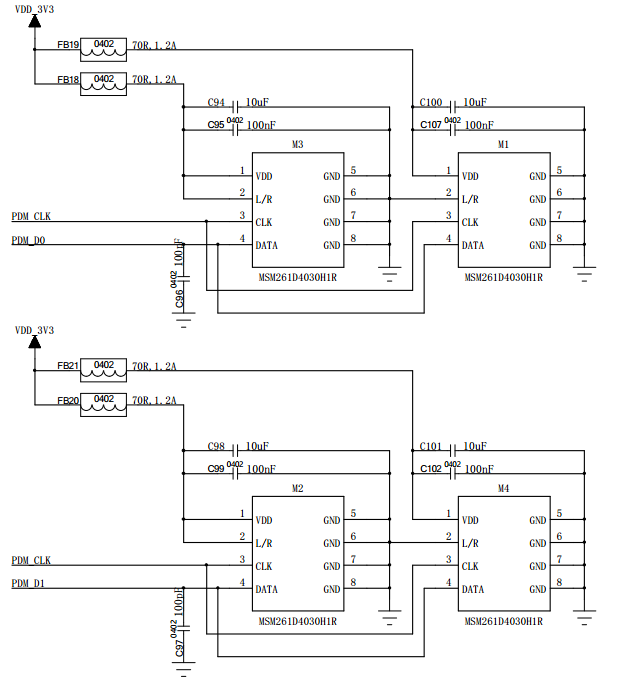 VDD_3V3
FB19 0402 70R,1.2A
FB18 0402 70R,1.2A
C94 10uF
C95 0402 100nF
C100 10uF
C107 0402 100nF
M3
1 VDD GND 5
2 L/R GND 6
3 CLK GND 7
4 DATA GND 8
MSM261D4030H1R
M1
1 VDD GND 5
2 L/R GND 6
3 CLK GND 7
4 DATA GND 8
MSM261D4030H1R
PDM_CLK
PDM_D0
C96 0402 100nF
VDD_3V3
FB21 0402 70R,1.2A
FB20 0402 70R,1.2A
C98 10uF
C99 0402 100nF
C101 10uF
C102 0402 100nF
M2
1 VDD GND 5
2 L/R GND 6
3 CLK GND 7
4 DATA GND 8
MSM261D4030H1R
M4
1 VDD GND 5
2 L/R GND 6
3 CLK GND 7
4 DATA GND 8
MSM261D4030H1R
PDM_CLK
PDM_D1
C97 0402 100nF